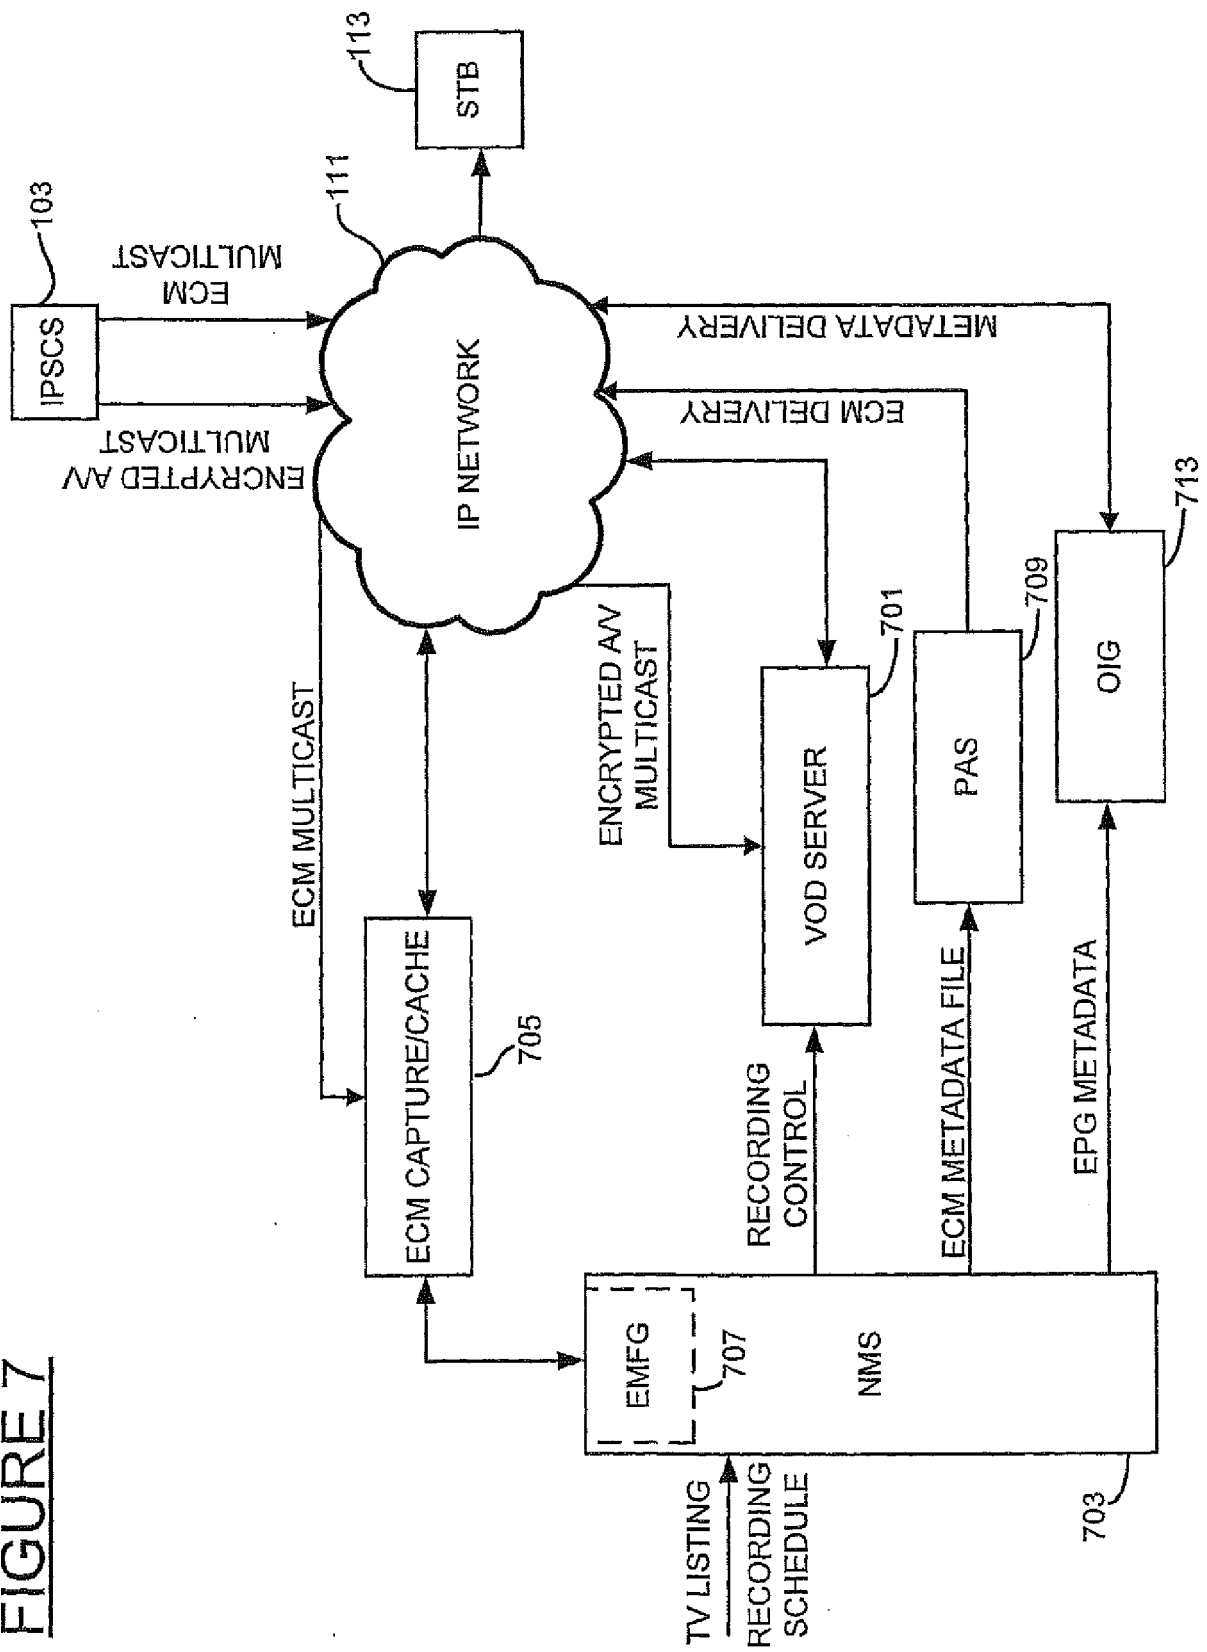 FIGURE 7
TV LISTING
RECORDING
SCHEDULE
703
EMFG
707
NMS
ECM CAPTURE/CACHE
705
ECM MULTICAST
RECORDING
CONTROL
ECM METADATA FILE
EPG METADATA
ENCRYPTED A/V
MULTICAST
VOD SERVER
701
PAS
709
OIG
713
IP NETWORK
111
IPSCS
103
ENCRYPTED A/V
MULTICAST
ECM
MULTICAST
ECM DELIVERY
METADATA DELIVERY
STB
113